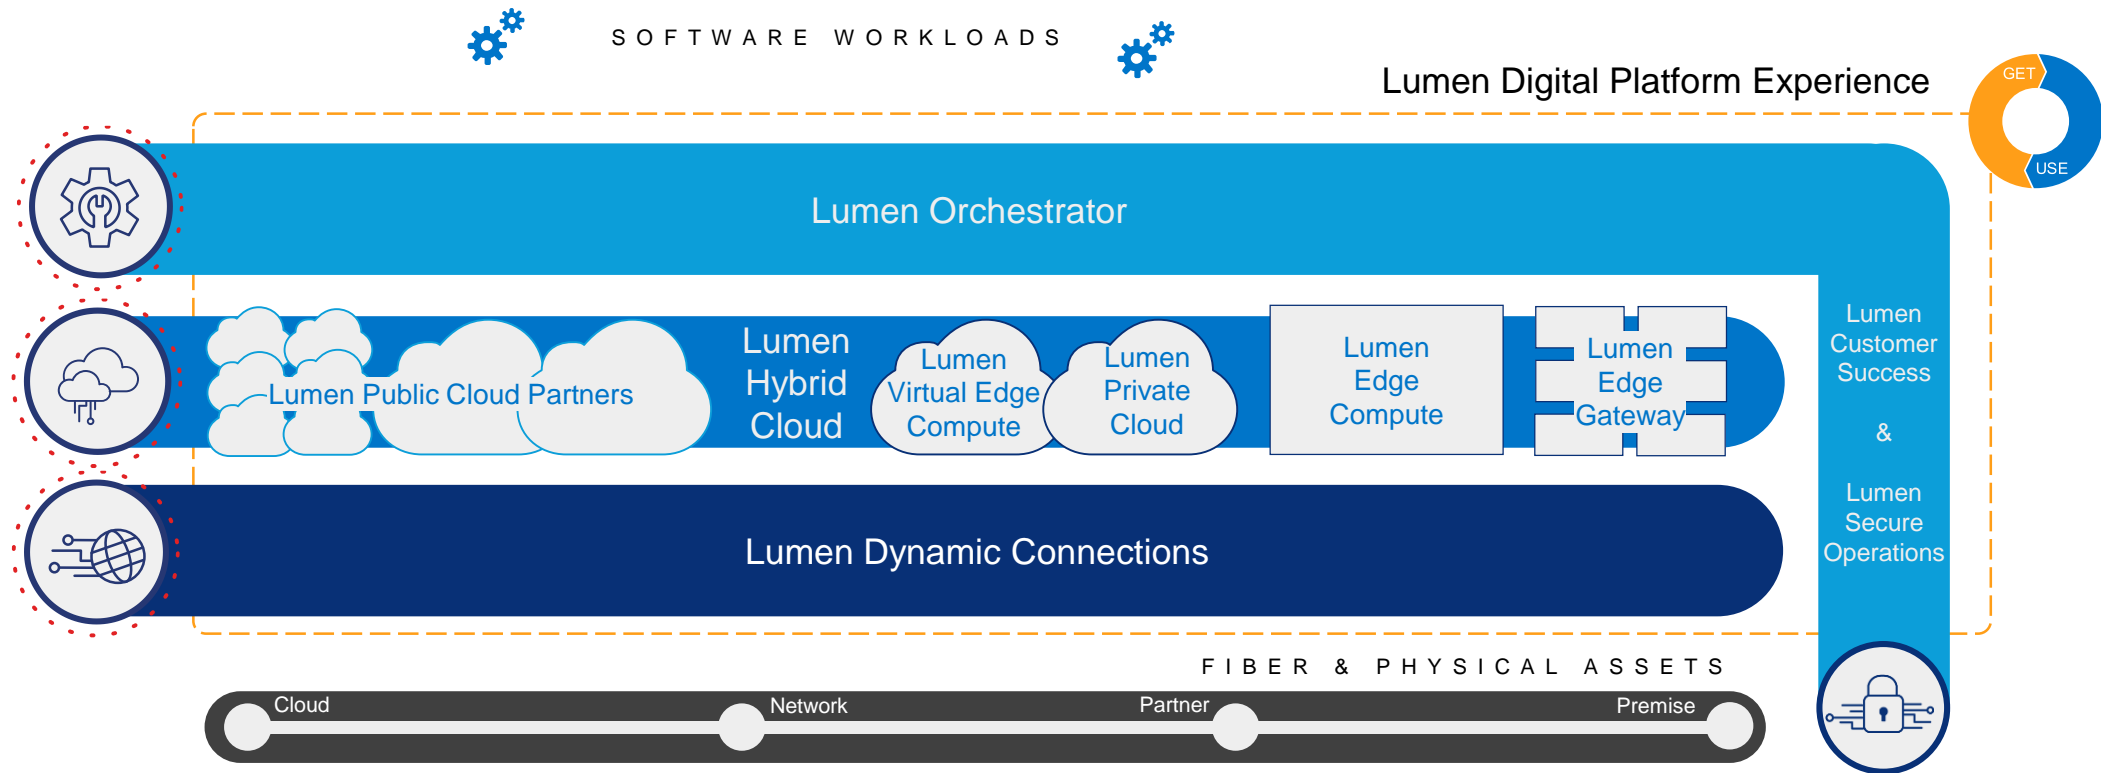 SOFTWARE WORKLOADS
Lumen Digital Platform Experience
GET
USE
Lumen Orchestrator
Lumen Public Cloud Partners
Lumen
Hybrid
Cloud
Lumen
Virtual Edge
Compute
Lumen
Private
Cloud
Lumen
Edge
Compute
Lumen
Edge
Gateway
Lumen
Customer
Success
&
Lumen
Secure
Operations
Lumen Dynamic Connections
FIBER & PHYSICAL ASSETS
Cloud
Network
Partner
Premise